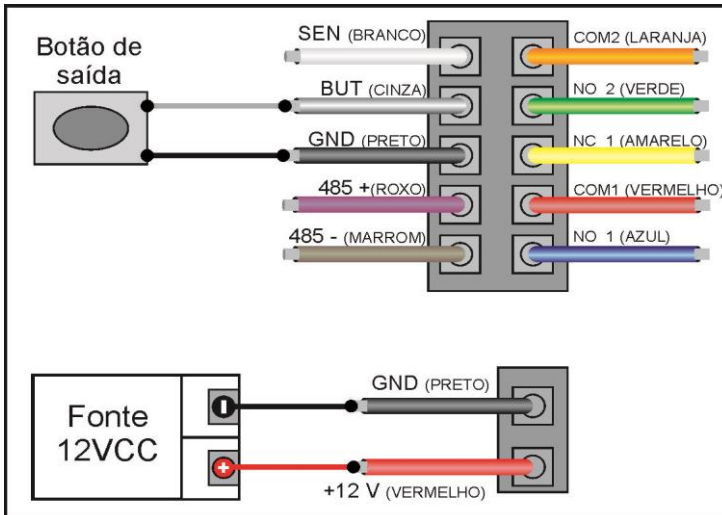 Botão de
saída
SEN (BRANCO)
BUT (CINZA)
GND (PRETO)
485 +(ROXO)
485 - (MARROM)
COM2 (LARANJA)
NO 2 (VERDE)
NC 1 (AMARELO)
COM1 (VERMELHO)
NO 1 (AZUL)
Fonte
12VCC
GND (PRETO)
+12 V (VERMELHO)